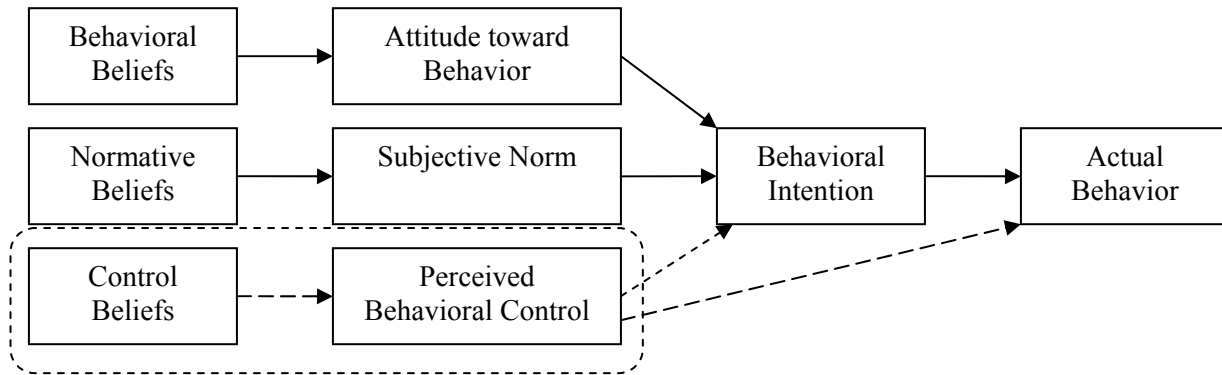 Behavioral
Beliefs
Attitude toward
Behavior
Normative
Beliefs
Subjective Norm
Behavioral
Intention
Actual
Behavior
Control
Beliefs
Perceived
Behavioral Control